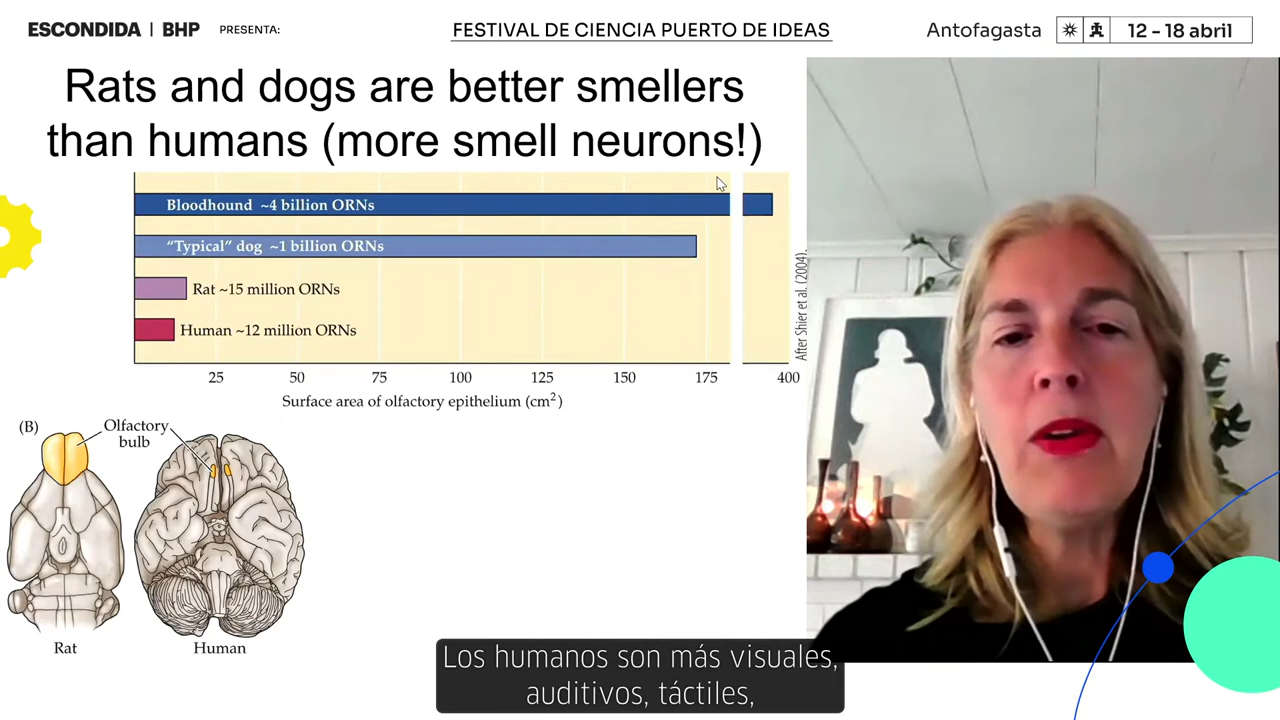 ESCONDIDA | BHP PRESENTA:
FESTIVAL DE CIENCIA PUERTO DE IDEAS
Antofagasta
12 – 18 abril
Rats and dogs are better smellers
than humans (more smell neurons!)
Bloodhound ~4 billion ORNs
“Typical” dog ~1 billion ORNs
Rat ~15 million ORNs
Human ~12 million ORNs
25 50 75 100 125 150 175 400
Surface area of olfactory epithelium (cm²)
After Shier et al. (2004).
(B)
Olfactory
bulb
Rat
Human
Los humanos son más visuales,
auditivos, táctiles,